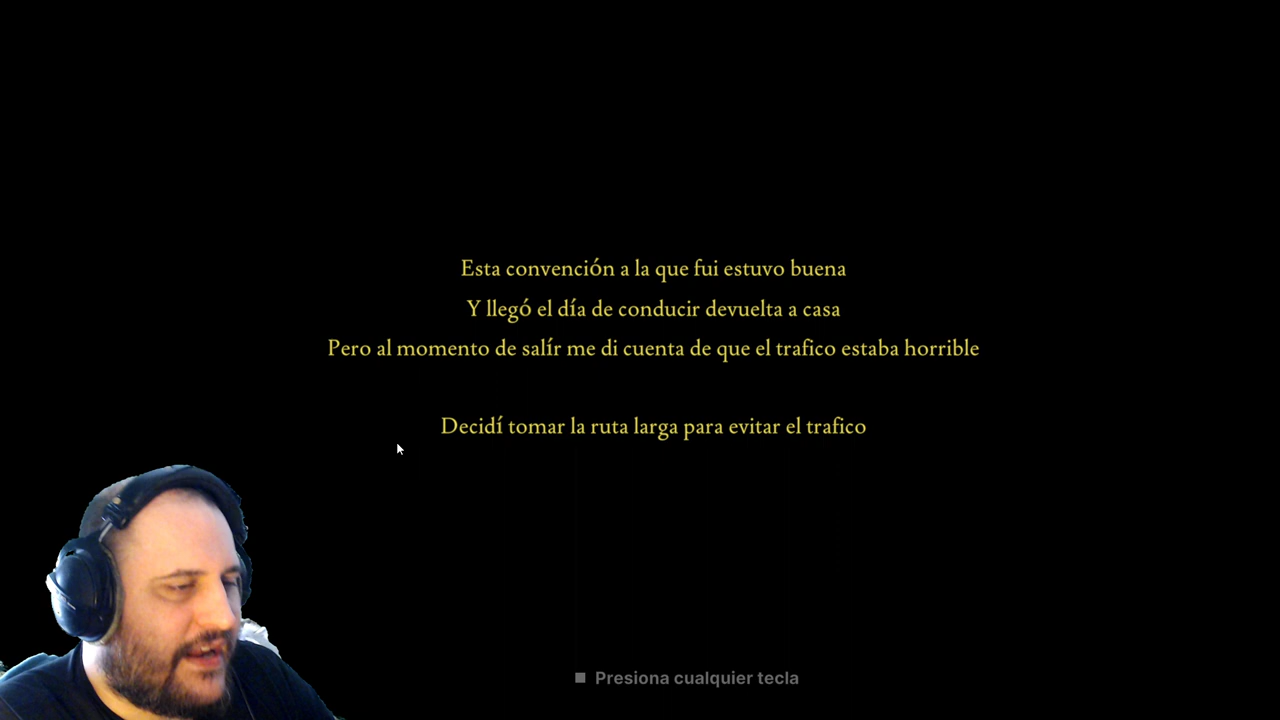 Esta convención a la que fui estuvo buena
Y llegó el día de conducir devuelta a casa
Pero al momento de salír me di cuenta de que el trafico estaba horrible
Decidí tomar la ruta larga para evitar el trafico
Presiona cualquier tecla